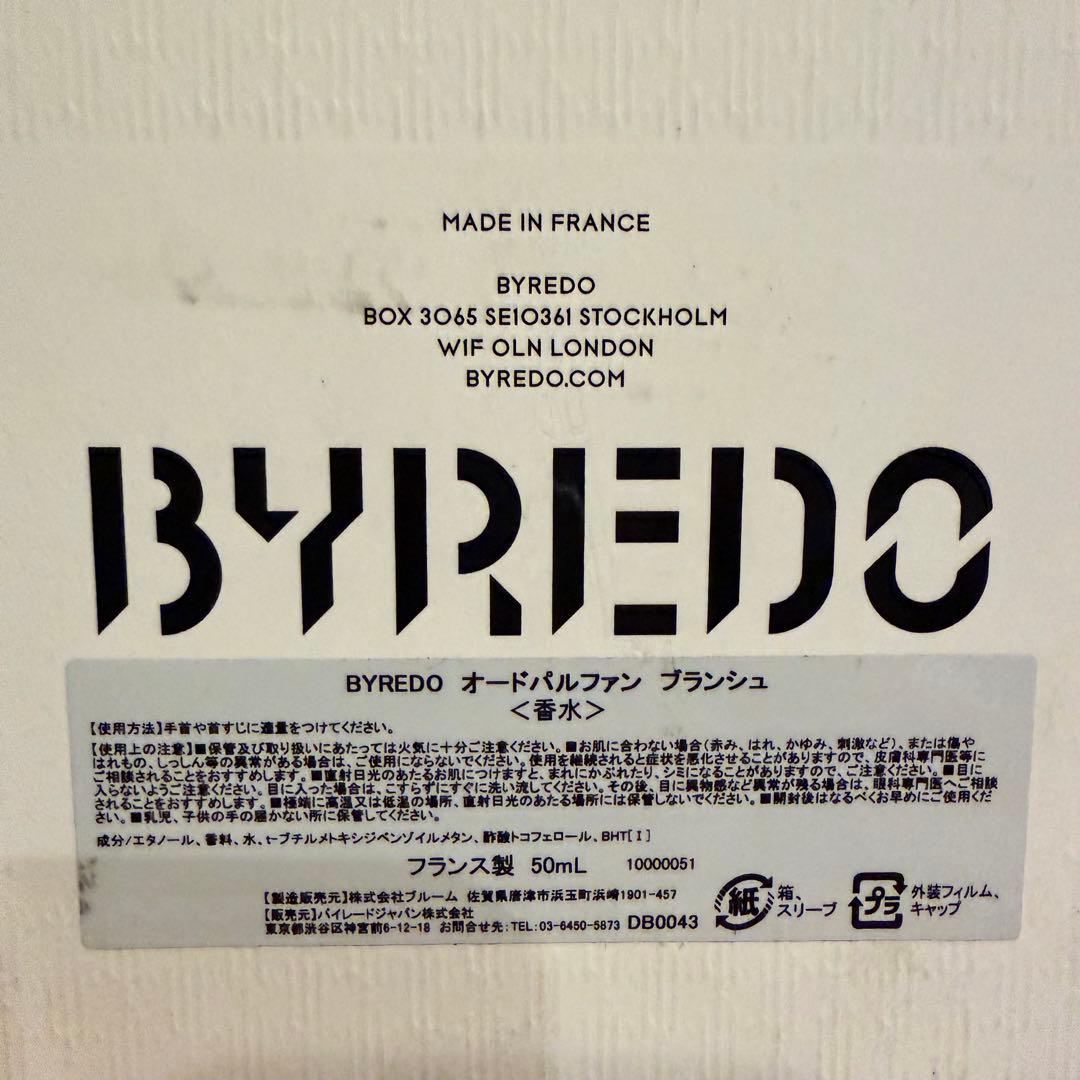 MADE IN FRANCE
BYREDO
BOX 3065 SE10361 STOCKHOLM
W1F OLN LONDON
BYREDO.COM
BYREDO
BYREDO オードパルファン ブランシュ
＜香水＞
【使用方法】手首や首すじに適量をつけてください。
【使用上の注意】■保管及び取り扱いにあたっては火気に十分ご注意ください。■お肌に合わない場合(赤み、はれ、かゆみ、刺激など)、または傷や
はれもの、しっしん等の異常がある場合は、ご使用にならないでください。使用を継続されると症状を悪化させることがありますので、皮膚科専門医等に
ご相談されることをおすすめします。■直射日光のあたるお肌につけますと、まれにかぶれたり、シミになることがありますので、ご注意ください。■目に
入らないようご注意ください。目に入った場合は、こすらずにすぐに洗い流してください。その後、目に異物感など異常が残る場合は、眼科専門医へご相談
されることをおすすめします。■極端に高温又は低温の場所、直射日光のあたる場所には保管しないでください。■開封後はなるべくお早めにご使用くだ
さい。■乳児、子供の手の届かない所に保管してください。
成分/エタノール、香料、水、t-ブチルメトキシジベンゾイルメタン、酢酸トコフェロール、BHT[I]
フランス製 50mL 10000051
【製造販売元】株式会社ブルーム 佐賀県唐津市浜玉町浜崎1901-457
【販売元】バイレードジャパン株式会社
東京都渋谷区神宮前6-12-18 お問合せ先:TEL:03-6450-5873 DB0043
紙 箱、
スリーブ
プラ 外装フィルム、
キャップ